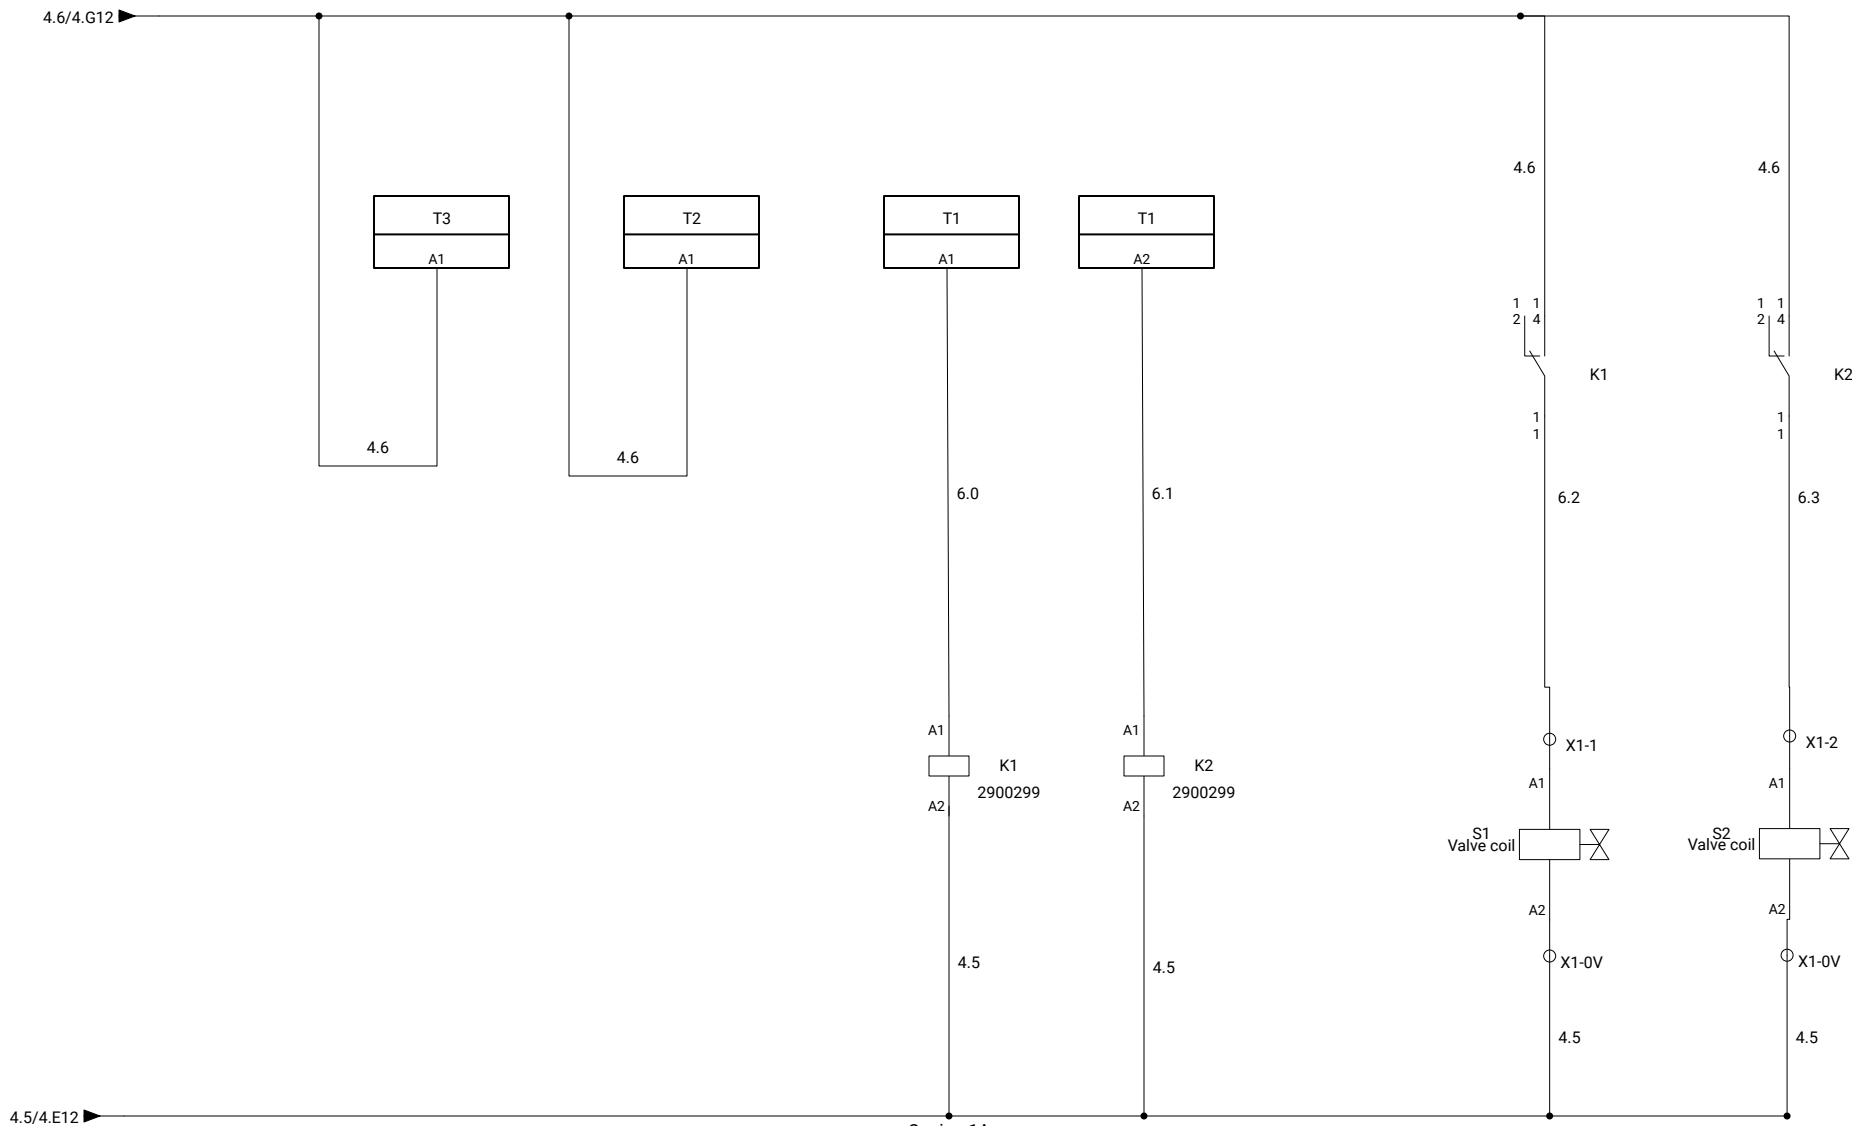 4.6/4.G12
4.6
4.6
T3
T2
T1
T1
A1
A1
A1
A2
1 1
2 4
1 1
2 4
K1
K2
1
1
1
1
4.6
4.6
6.0
6.1
6.2
6.3
A1
A1
X1-1
X1-2
K1
2900299
K2
2900299
A1
A1
A2
A2
S1
Valve coil
S2
Valve coil
A2
A2
4.5
4.5
X1-0V
X1-0V
4.5
4.5
4.5/4.E12